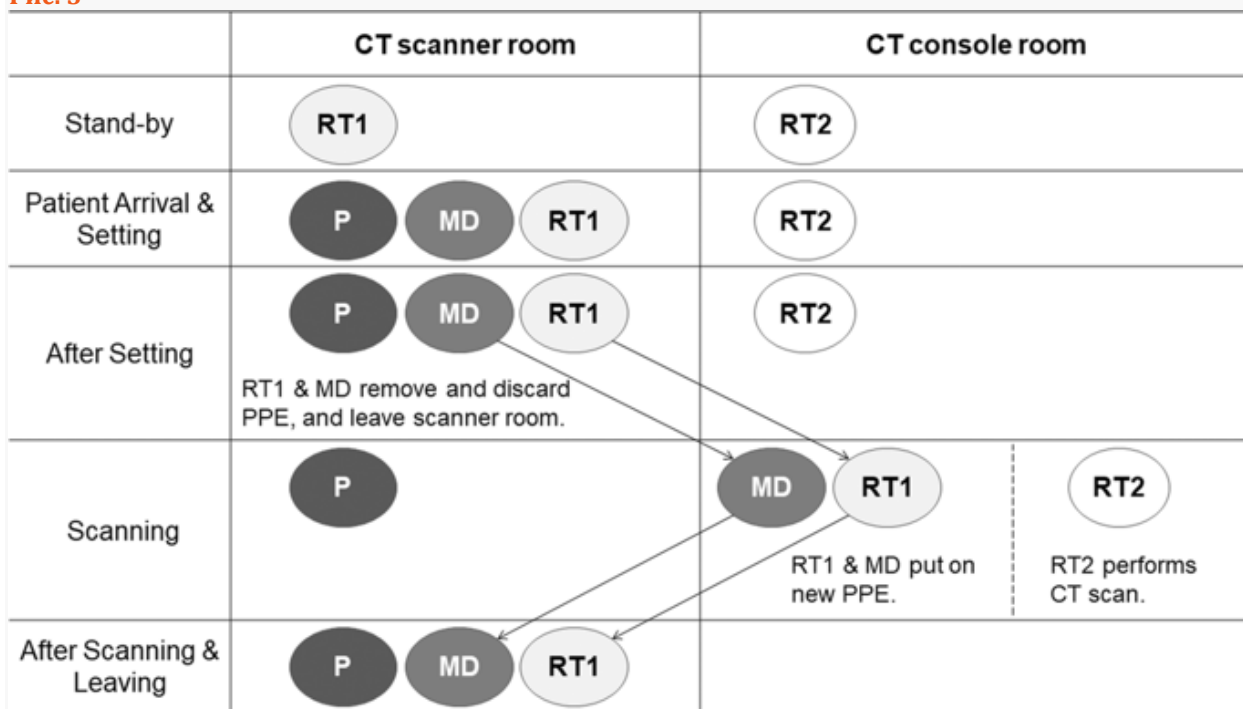 CT scanner room
CT console room
Stand-by
RT1
RT2
Patient Arrival &
Setting
P
MD
RT1
RT2
After Setting
P
MD
RT1
RT2
RT1 & MD remove and discard
PPE, and leave scanner room.
Scanning
P
MD
RT1
RT2
RT1 & MD put on
new PPE.
RT2 performs
CT scan.
After Scanning &
Leaving
P
MD
RT1